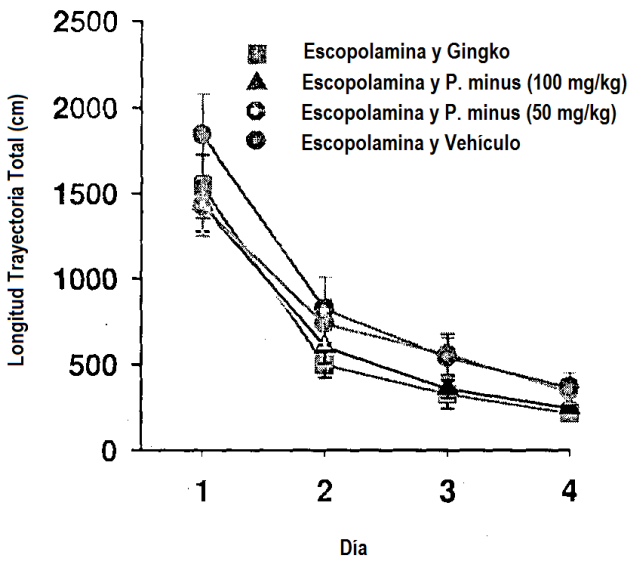 2500
2000
1500
1000
500
0
Longitud Trayectoria Total (cm)
Escopolamina y Gingko
Escopolamina y P. minus (100 mg/kg)
Escopolamina y P. minus (50 mg/kg)
Escopolamina y Vehículo
1 2 3 4
Día